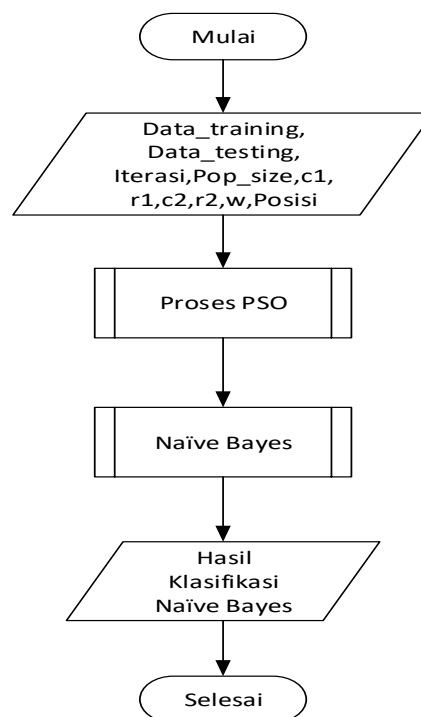 Mulai
Data_training,
Data_testing,
Iterasi,Pop_size,c1,
r1,c2,r2,w,Posisi
Proses PSO
Naïve Bayes
Hasil
Klasifikasi
Naïve Bayes
Selesai